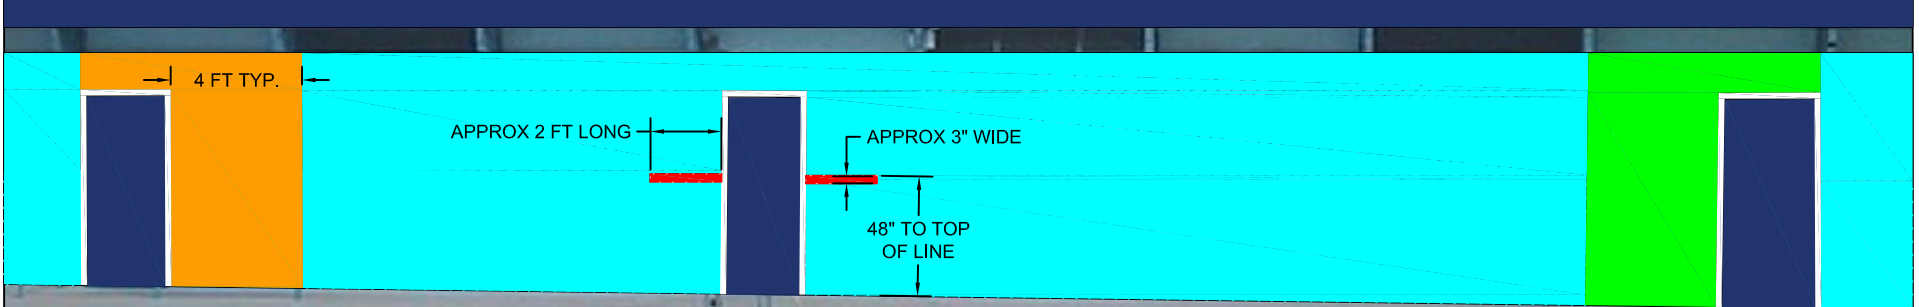 4 FT TYP.
APPROX 2 FT LONG
APPROX 3" WIDE
48" TO TOP
OF LINE